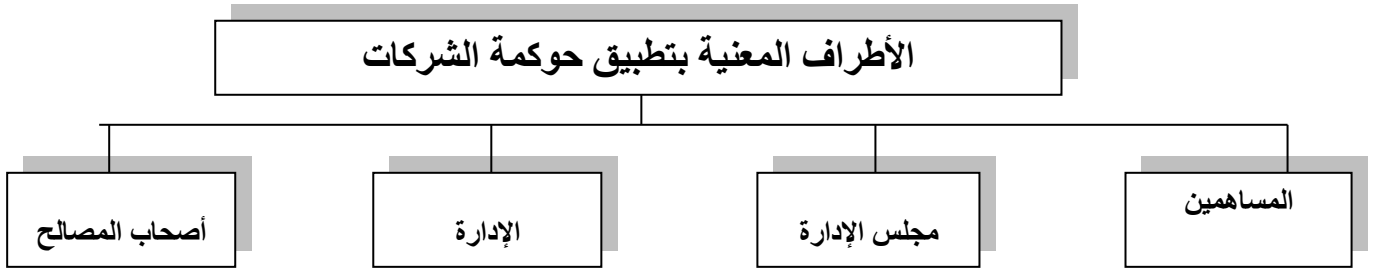 الأطراف المعنية بتطبيق حوكمة الشركات
المساهمين
مجلس الإدارة
الإدارة
أصحاب المصالح